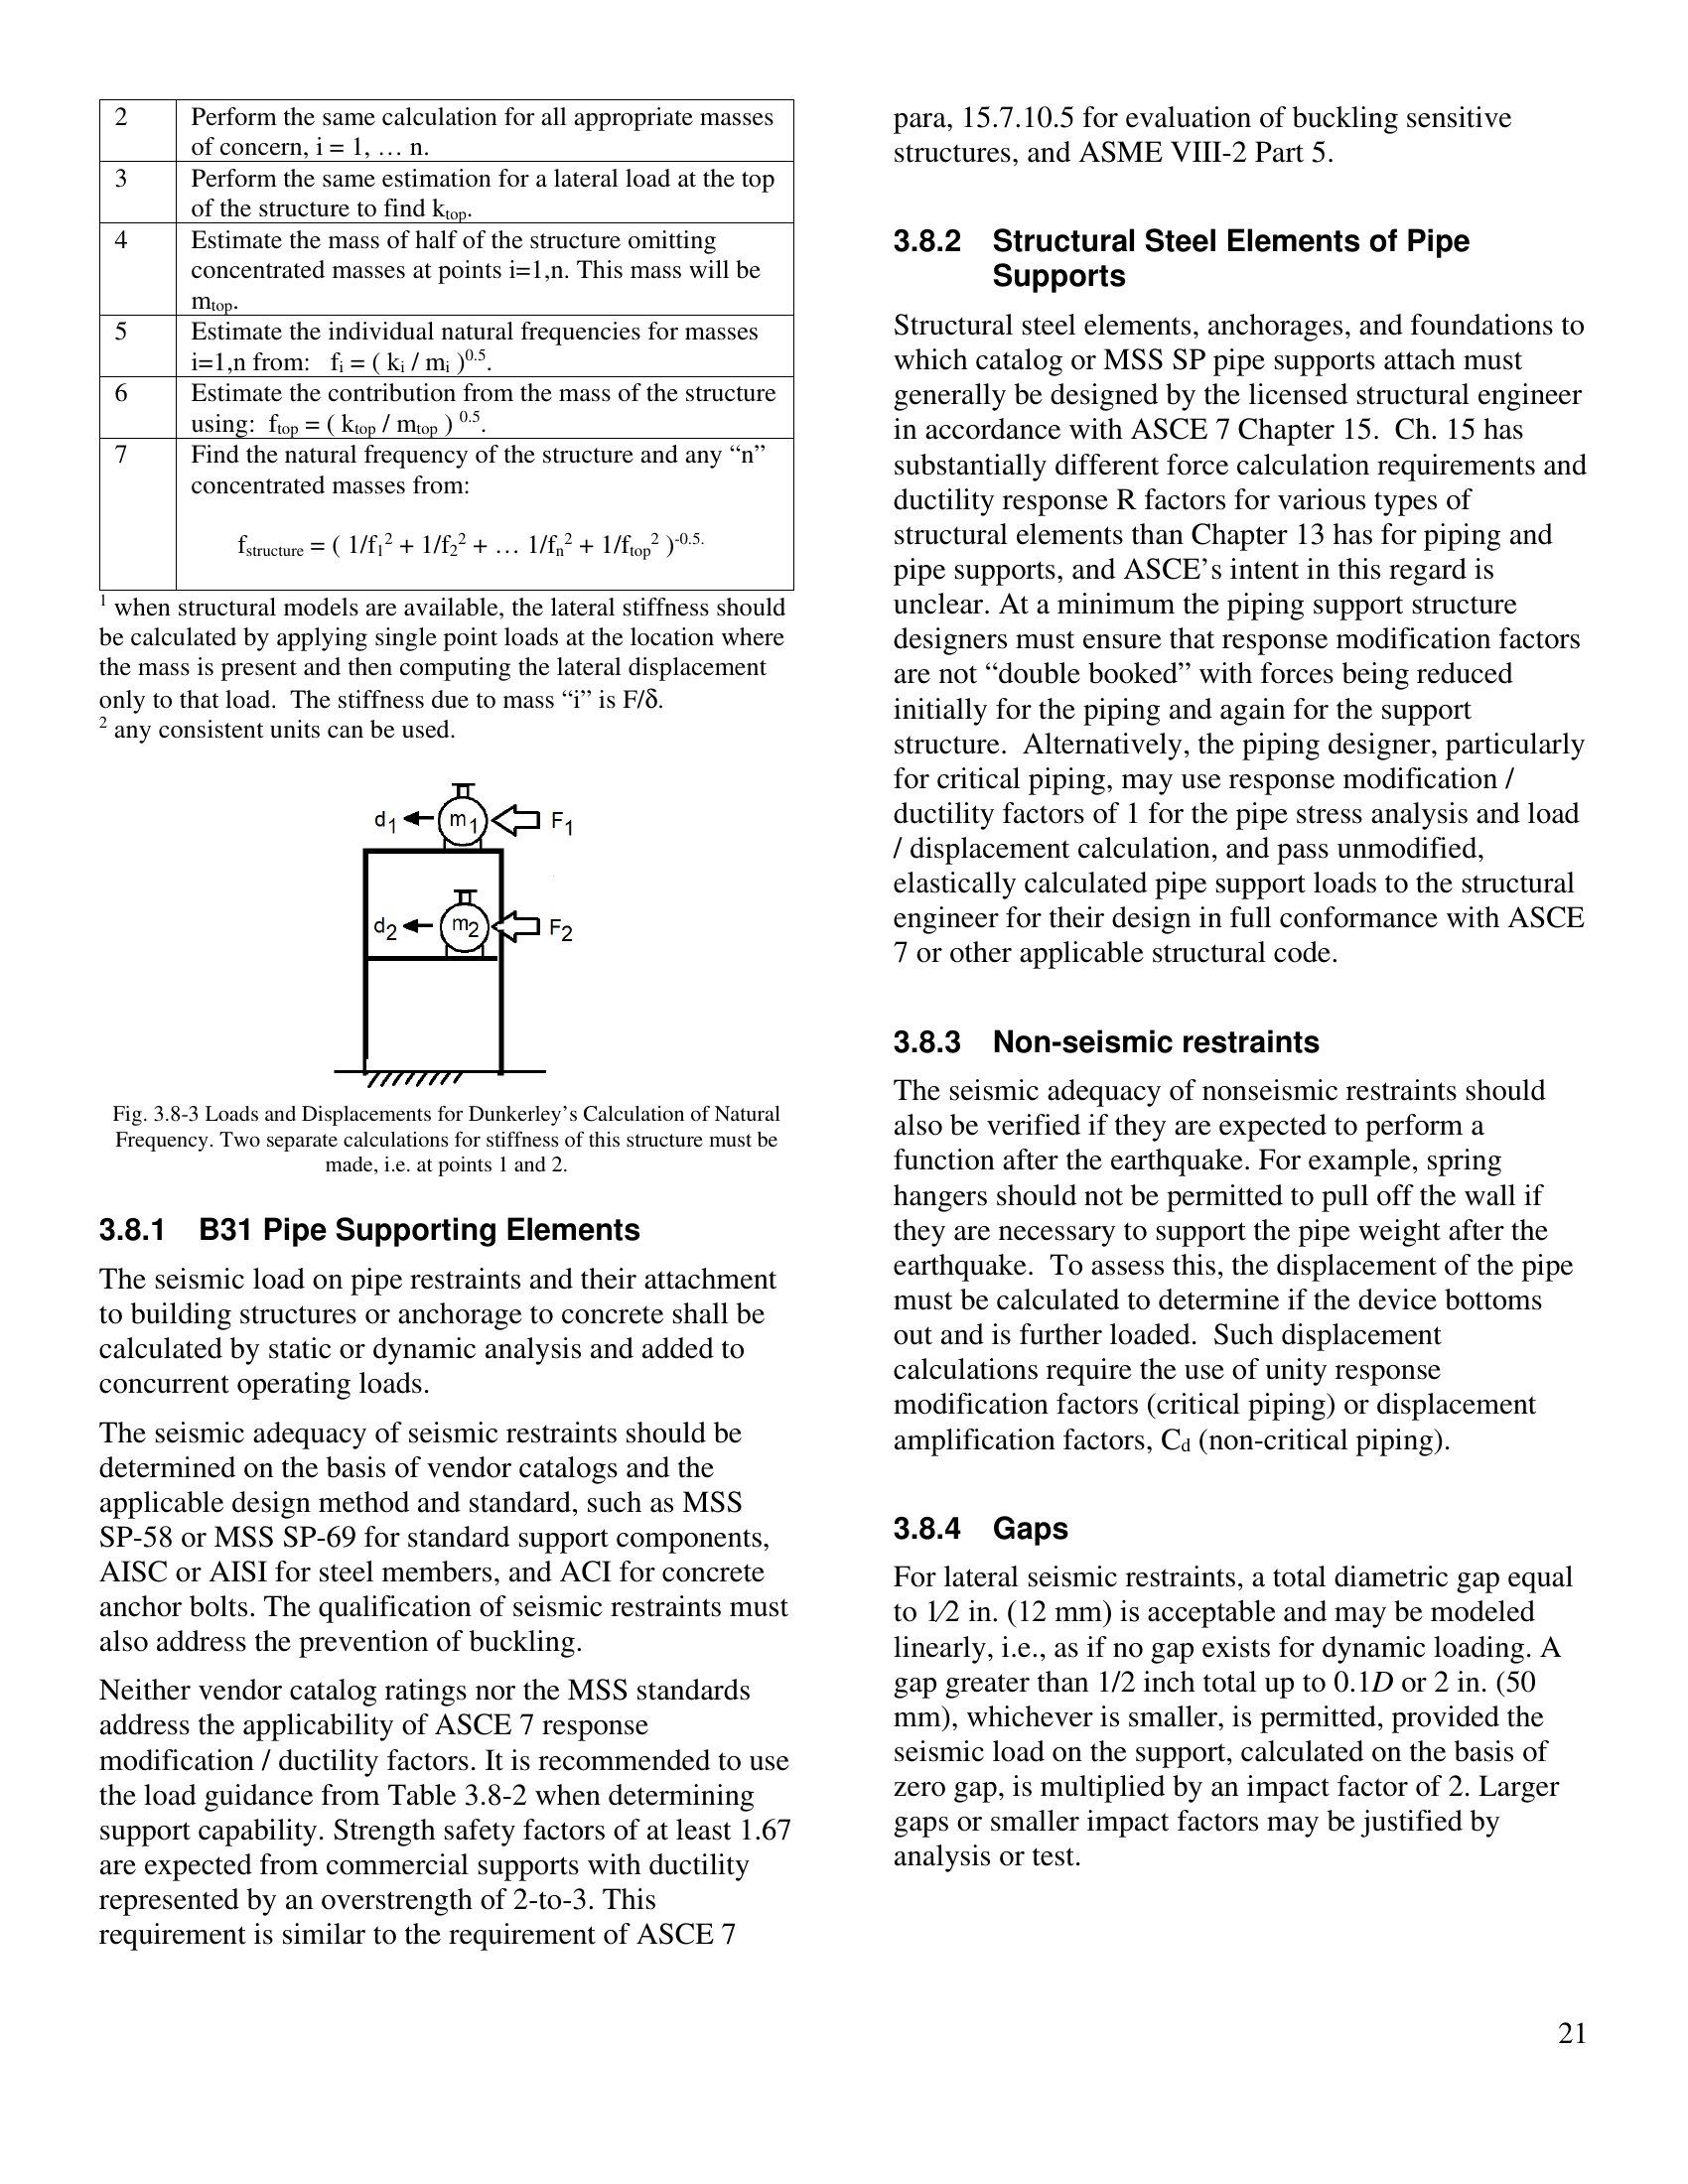 2 Perform the same calculation for all appropriate masses
of concern, i = 1, … n.
3 Perform the same estimation for a lateral load at the top
of the structure to find ktop.
4 Estimate the mass of half of the structure omitting
concentrated masses at points i=1,n. This mass will be
mtop.
5 Estimate the individual natural frequencies for masses
i=1,n from: fi = ( ki / mi )^0.5.
6 Estimate the contribution from the mass of the structure
using: ftop = ( ktop / mtop ) ^0.5.
7 Find the natural frequency of the structure and any “n”
concentrated masses from:
fstructure = ( 1/f1² + 1/f2² + … 1/fn² + 1/ftop² )^-0.5.
¹ when structural models are available, the lateral stiffness should
be calculated by applying single point loads at the location where
the mass is present and then computing the lateral displacement
only to that load. The stiffness due to mass “i” is F/δ.
² any consistent units can be used.
d1 m1 F1
d2 m2 F2
Fig. 3.8-3 Loads and Displacements for Dunkerley’s Calculation of Natural
Frequency. Two separate calculations for stiffness of this structure must be
made, i.e. at points 1 and 2.
3.8.1 B31 Pipe Supporting Elements
The seismic load on pipe restraints and their attachment
to building structures or anchorage to concrete shall be
calculated by static or dynamic analysis and added to
concurrent operating loads.
The seismic adequacy of seismic restraints should be
determined on the basis of vendor catalogs and the
applicable design method and standard, such as MSS
SP-58 or MSS SP-69 for standard support components,
AISC or AISI for steel members, and ACI for concrete
anchor bolts. The qualification of seismic restraints must
also address the prevention of buckling.
Neither vendor catalog ratings nor the MSS standards
address the applicability of ASCE 7 response
modification / ductility factors. It is recommended to use
the load guidance from Table 3.8-2 when determining
support capability. Strength safety factors of at least 1.67
are expected from commercial supports with ductility
represented by an overstrength of 2-to-3. This
requirement is similar to the requirement of ASCE 7
para, 15.7.10.5 for evaluation of buckling sensitive
structures, and ASME VIII-2 Part 5.
3.8.2 Structural Steel Elements of Pipe
Supports
Structural steel elements, anchorages, and foundations to
which catalog or MSS SP pipe supports attach must
generally be designed by the licensed structural engineer
in accordance with ASCE 7 Chapter 15. Ch. 15 has
substantially different force calculation requirements and
ductility response R factors for various types of
structural elements than Chapter 13 has for piping and
pipe supports, and ASCE’s intent in this regard is
unclear. At a minimum the piping support structure
designers must ensure that response modification factors
are not “double booked” with forces being reduced
initially for the piping and again for the support
structure. Alternatively, the piping designer, particularly
for critical piping, may use response modification /
ductility factors of 1 for the pipe stress analysis and load
/ displacement calculation, and pass unmodified,
elastically calculated pipe support loads to the structural
engineer for their design in full conformance with ASCE
7 or other applicable structural code.
3.8.3 Non-seismic restraints
The seismic adequacy of nonseismic restraints should
also be verified if they are expected to perform a
function after the earthquake. For example, spring
hangers should not be permitted to pull off the wall if
they are necessary to support the pipe weight after the
earthquake. To assess this, the displacement of the pipe
must be calculated to determine if the device bottoms
out and is further loaded. Such displacement
calculations require the use of unity response
modification factors (critical piping) or displacement
amplification factors, Cd (non-critical piping).
3.8.4 Gaps
For lateral seismic restraints, a total diametric gap equal
to 1⁄2 in. (12 mm) is acceptable and may be modeled
linearly, i.e., as if no gap exists for dynamic loading. A
gap greater than 1/2 inch total up to 0.1D or 2 in. (50
mm), whichever is smaller, is permitted, provided the
seismic load on the support, calculated on the basis of
zero gap, is multiplied by an impact factor of 2. Larger
gaps or smaller impact factors may be justified by
analysis or test.
21